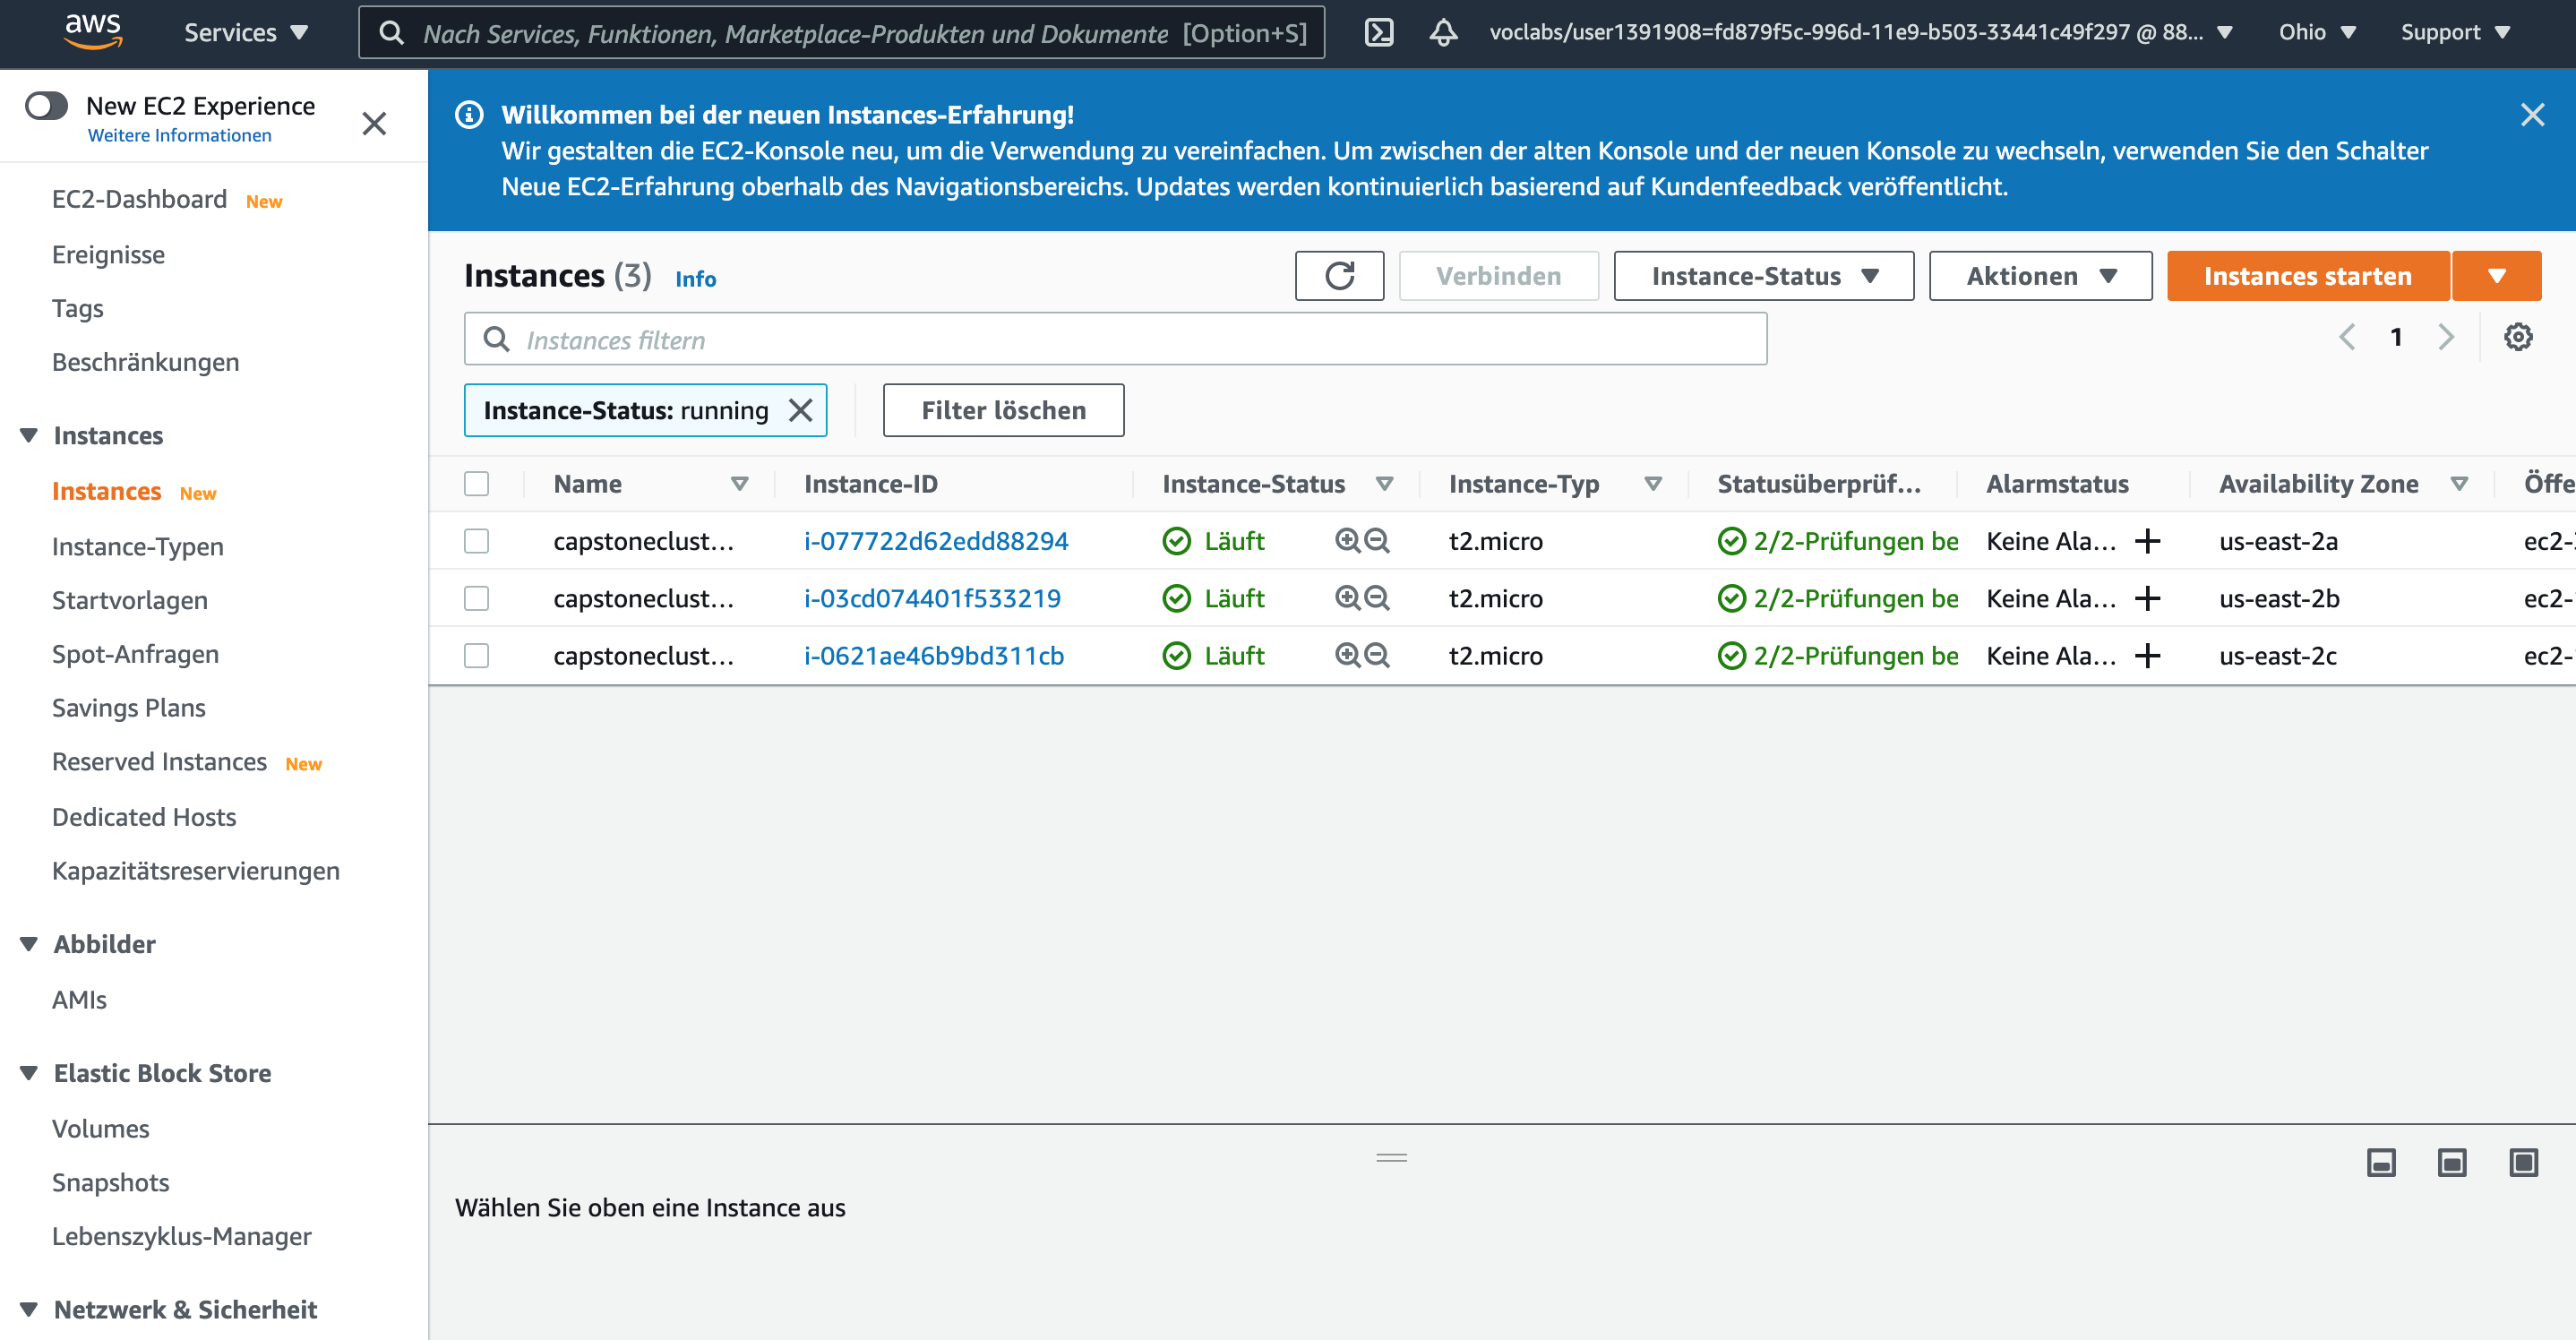 aws
Services
Nach Services, Funktionen, Marketplace-Produkten und Dokumente [Option+S]
voclabs/user1391908=fd879f5c-996d-11e9-b503-33441c49f297 @ 88...
Ohio
Support
New EC2 Experience
Weitere Informationen
EC2-Dashboard New
Ereignisse
Tags
Beschränkungen
Instances
Instances New
Instance-Typen
Startvorlagen
Spot-Anfragen
Savings Plans
Reserved Instances New
Dedicated Hosts
Kapazitätsreservierungen
Abbilder
AMIs
Elastic Block Store
Volumes
Snapshots
Lebenszyklus-Manager
Netzwerk & Sicherheit
Willkommen bei der neuen Instances-Erfahrung!
Wir gestalten die EC2-Konsole neu, um die Verwendung zu vereinfachen. Um zwischen der alten Konsole und der neuen Konsole zu wechseln, verwenden Sie den Schalter
Neue EC2-Erfahrung oberhalb des Navigationsbereichs. Updates werden kontinuierlich basierend auf Kundenfeedback veröffentlicht.
Instances (3) Info
Verbinden
Instance-Status
Aktionen
Instances starten
Instances filtern
1
Instance-Status: running
Filter löschen
Name Instance-ID Instance-Status Instance-Typ Statusüberprüf... Alarmstatus Availability Zone Öffe
capstoneclust... i-077722d62edd88294 Läuft t2.micro 2/2-Prüfungen be Keine Ala... us-east-2a ec2-
capstoneclust... i-03cd074401f533219 Läuft t2.micro 2/2-Prüfungen be Keine Ala... us-east-2b ec2-
capstoneclust... i-0621ae46b9bd311cb Läuft t2.micro 2/2-Prüfungen be Keine Ala... us-east-2c ec2-
Wählen Sie oben eine Instance aus